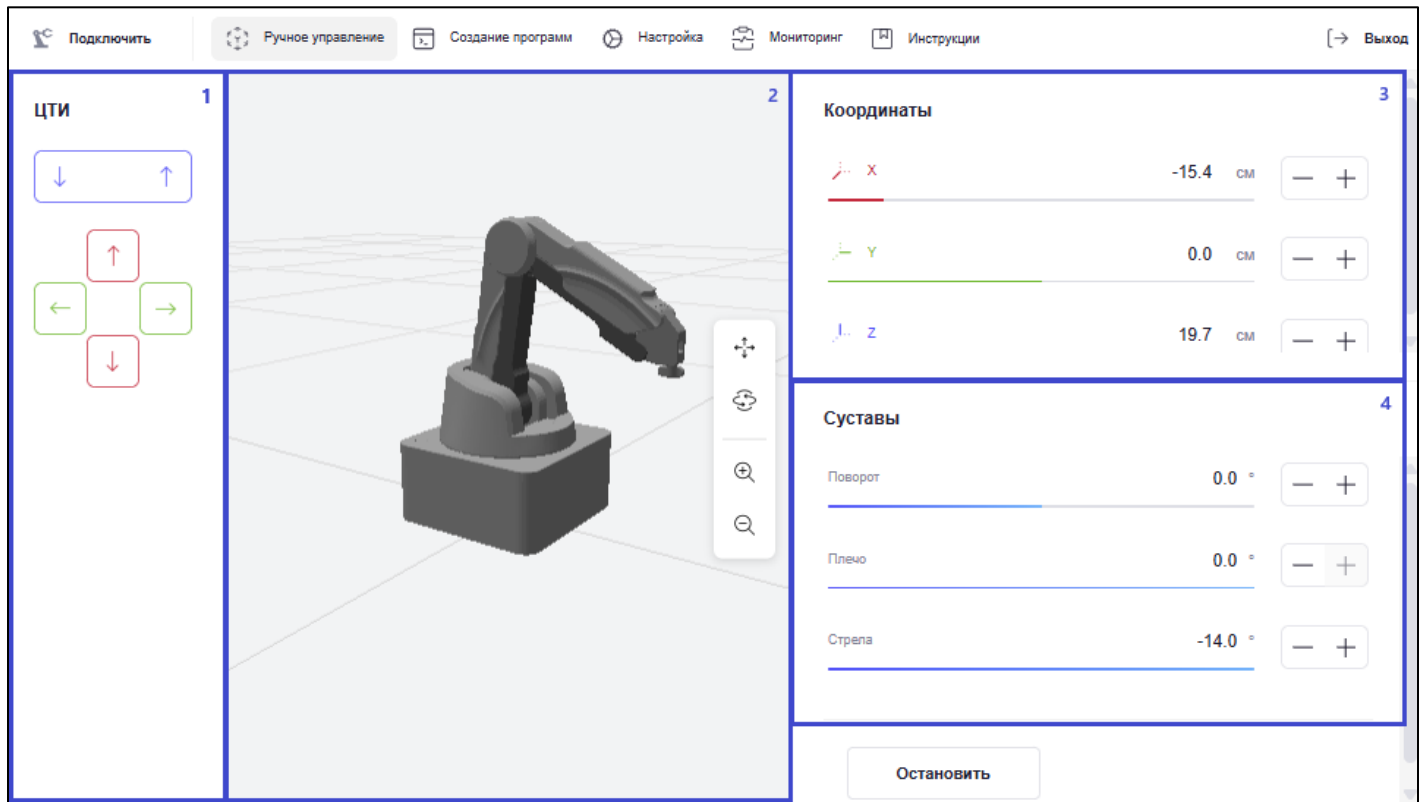 Подключить Ручное управление Создание программ Настройка Мониторинг Инструкции Выход
ЦТИ 1
2
Координаты 3
X -15.4 см
Y 0.0 см
Z 19.7 см
Суставы 4
Поворот 0.0 °
Плечо 0.0 °
Стрела -14.0 °
Остановить